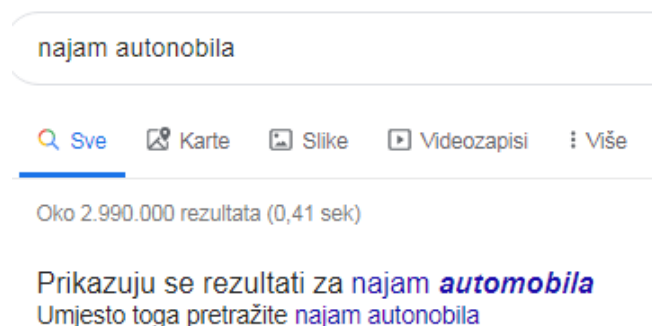 najam autonobila
Sve Karte Slike Videozapisi Više
Oko 2.990.000 rezultata (0,41 sek)
Prikazuju se rezultati za najam automobila
Umjesto toga pretražite najam autonobila